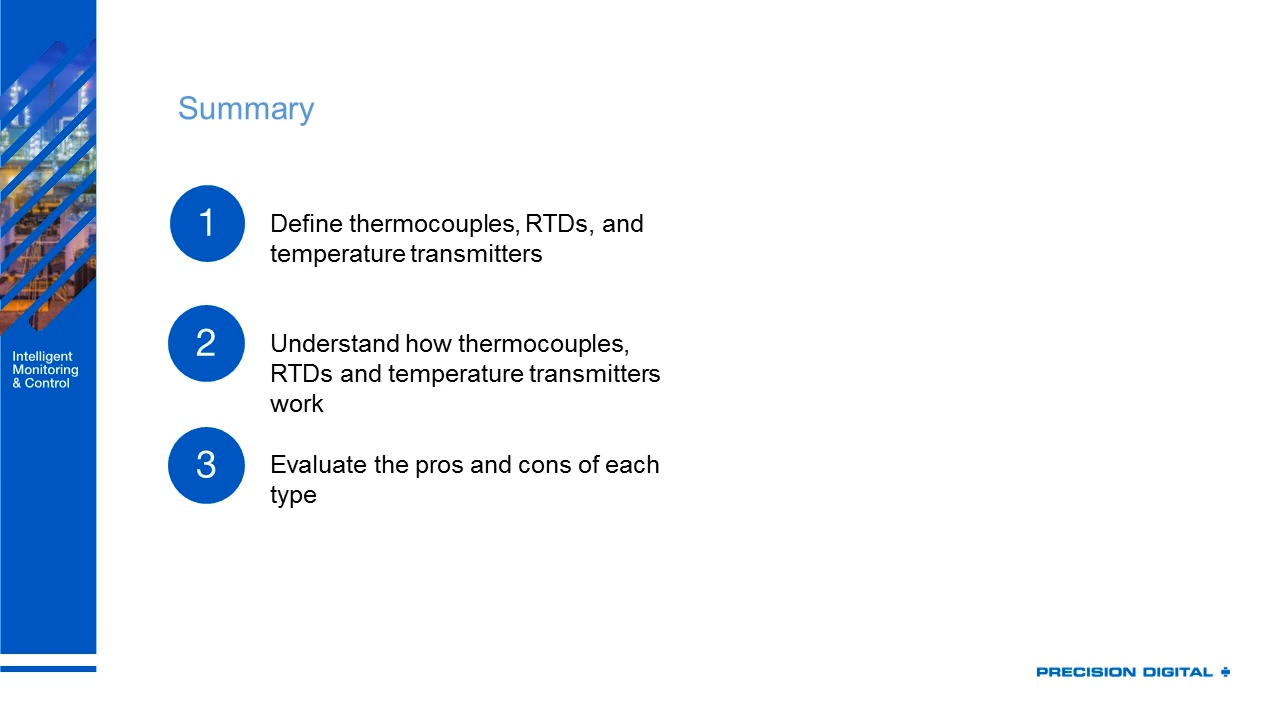 Summary
1
Define thermocouples, RTDs, and
temperature transmitters
2
Understand how thermocouples,
RTDs and temperature transmitters
work
3
Evaluate the pros and cons of each
type
Intelligent
Monitoring
& Control
PRECISION DIGITAL